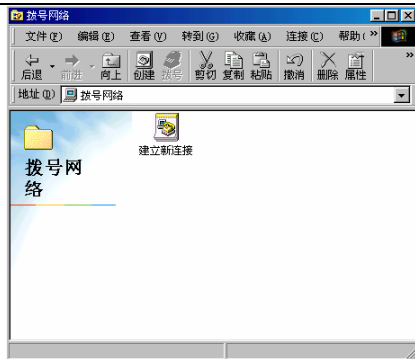 拨号网络
文件(F) 编辑(E) 查看(V) 转到(G) 收藏(A) 连接(C) 帮助( »
后退 前进 向上 创建 拨号 剪切 复制 粘贴 撤消 删除 属性 »
地址(D) 拨号网络
建立新连接
拨号网
络